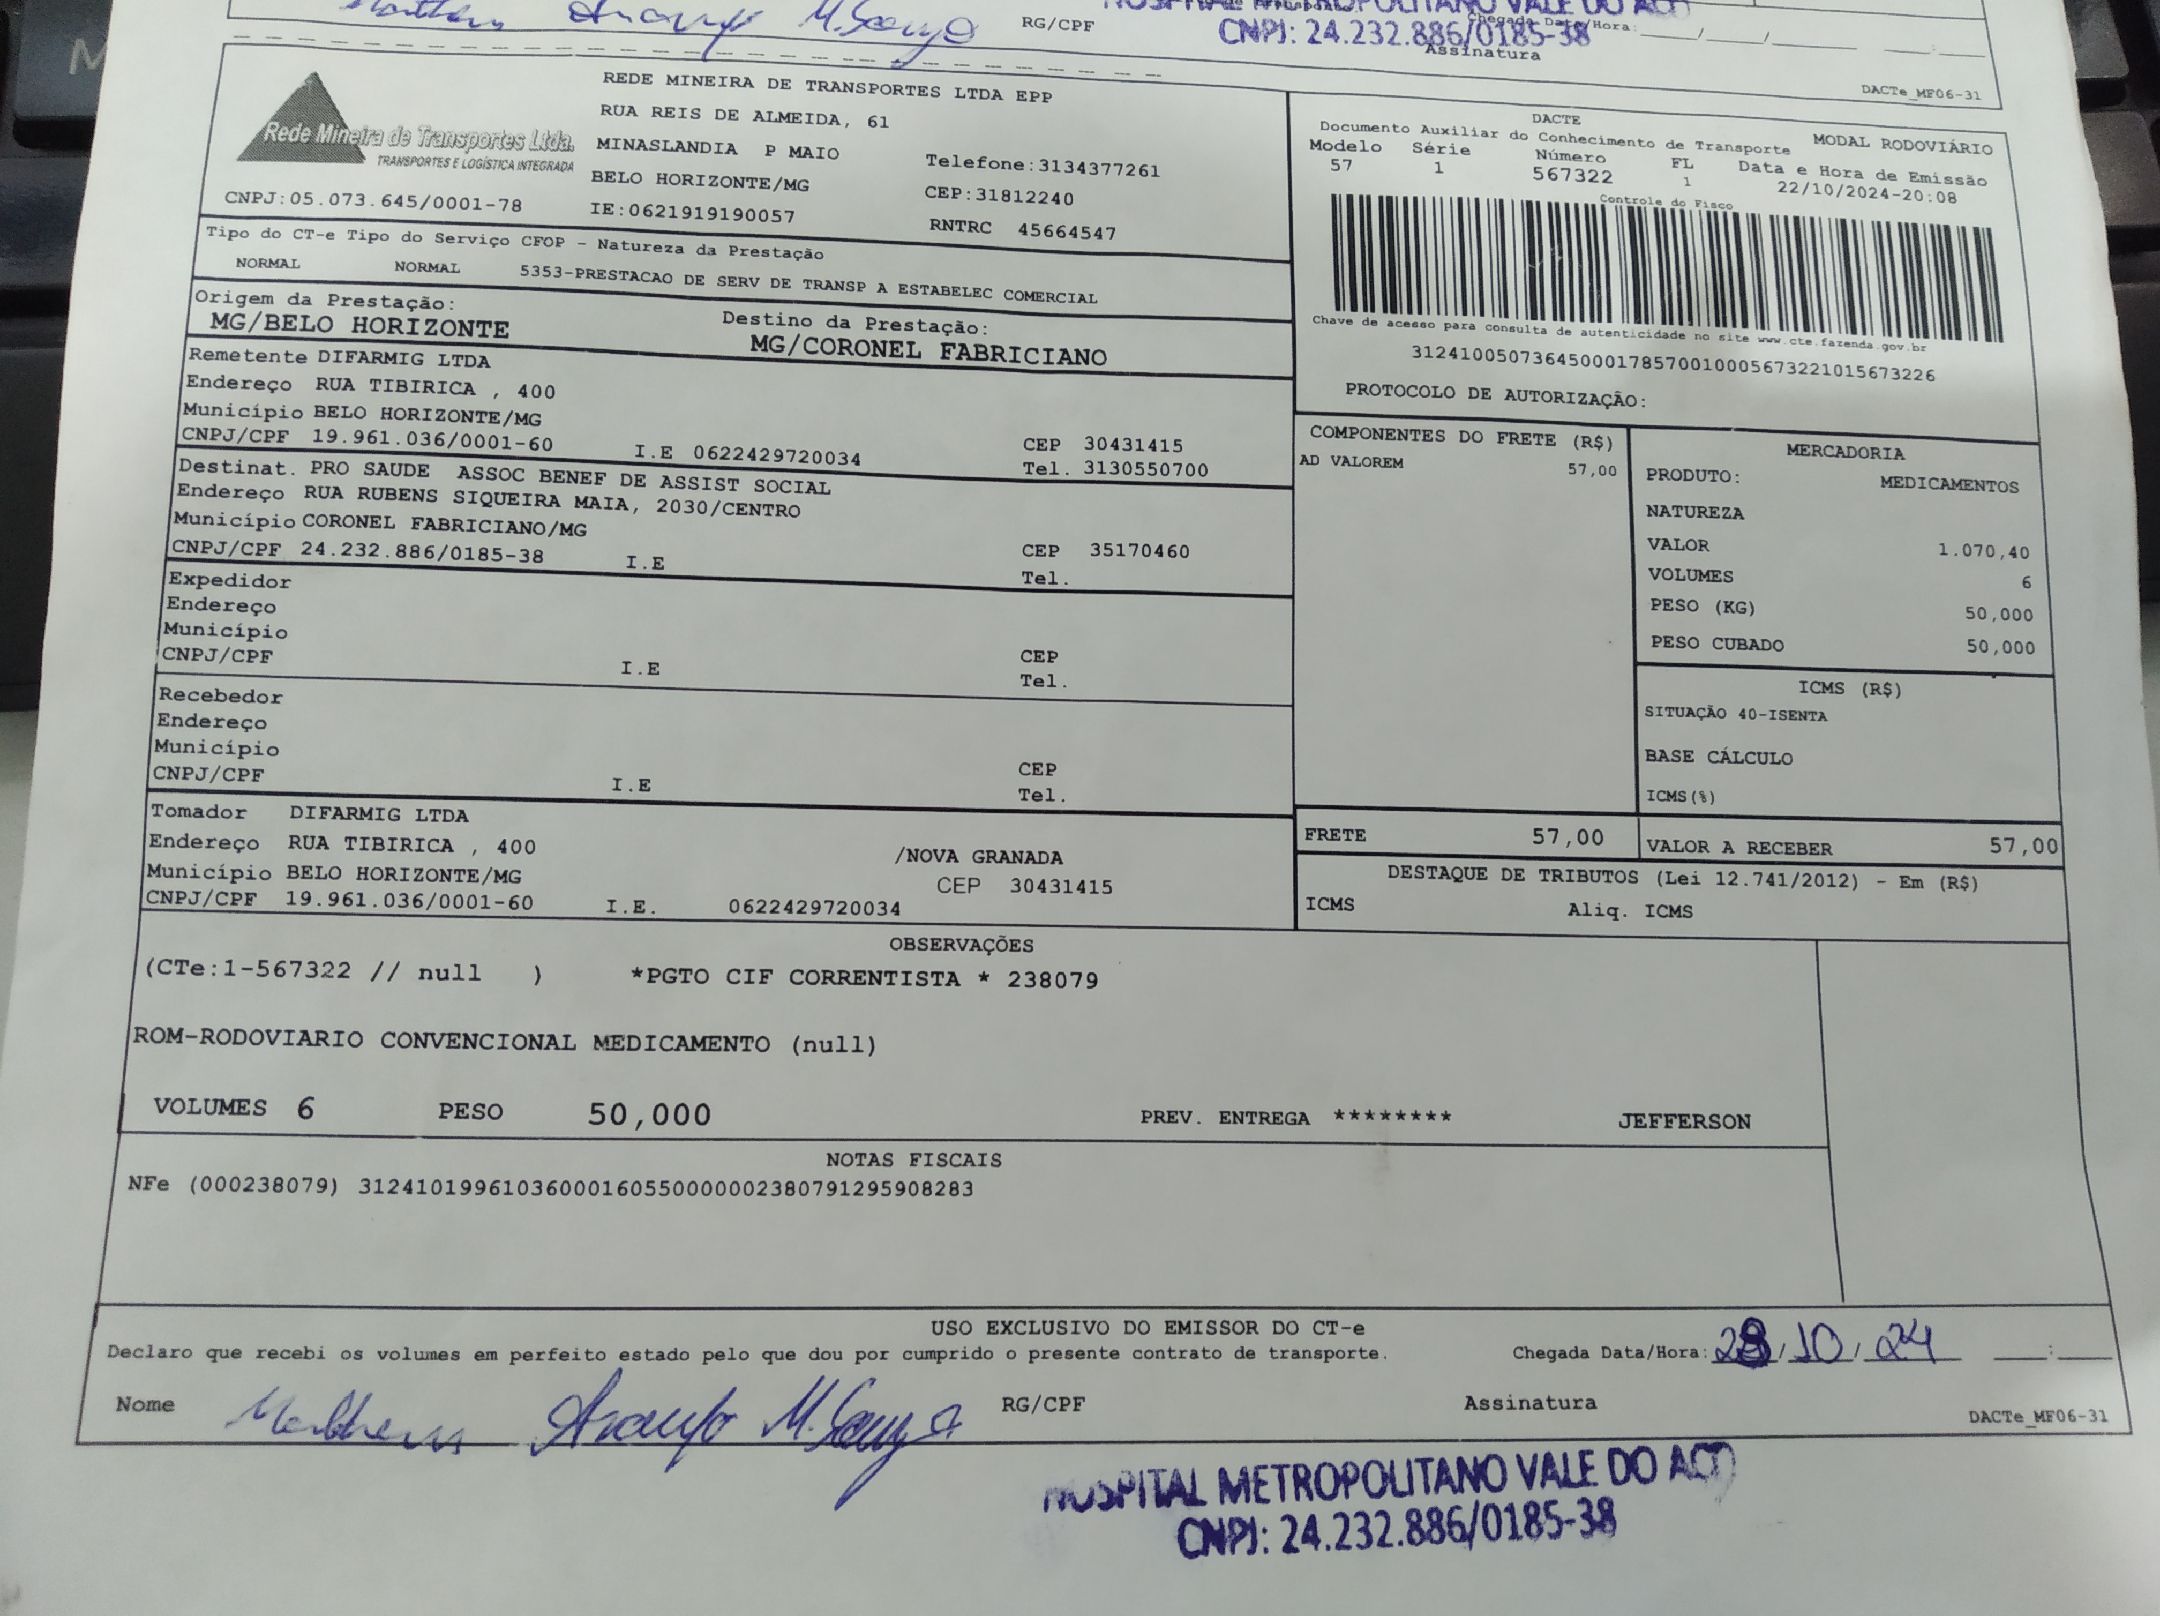 RG/CPF
HOSPITAL METROPOLITANO VALE DO AÇO
CNPJ: 24.232.886/0185-38
Chegada Data/Hora:
Assinatura
DACTe_MF06-31
Rede Mineira de Transportes Ltda.
TRANSPORTES E LOGÍSTICA INTEGRADA
CNPJ:05.073.645/0001-78
REDE MINEIRA DE TRANSPORTES LTDA EPP
RUA REIS DE ALMEIDA, 61
MINASLANDIA P MAIO Telefone:3134377261
BELO HORIZONTE/MG CEP:31812240
IE:0621919190057 RNTRC 45664547
DACTE
Documento Auxiliar do Conhecimento de Transporte MODAL RODOVIÁRIO
Modelo Série Número FL Data e Hora de Emissão
57 1 567322 1 22/10/2024-20:08
Controle do Fisco
Chave de acesso para consulta de autenticidade no site www.cte.fazenda.gov.br
31241005073645000178570010005673221015673226
PROTOCOLO DE AUTORIZAÇÃO:
Tipo do CT-e Tipo do Serviço CFOP - Natureza da Prestação
NORMAL NORMAL 5353-PRESTACAO DE SERV DE TRANSP A ESTABELEC COMERCIAL
Origem da Prestação: Destino da Prestação:
MG/BELO HORIZONTE MG/CORONEL FABRICIANO
Remetente DIFARMIG LTDA
Endereço RUA TIBIRICA , 400
Município BELO HORIZONTE/MG CEP 30431415
CNPJ/CPF 19.961.036/0001-60 I.E 0622429720034 Tel. 3130550700
Destinat. PRO SAUDE ASSOC BENEF DE ASSIST SOCIAL
Endereço RUA RUBENS SIQUEIRA MAIA, 2030/CENTRO
Município CORONEL FABRICIANO/MG CEP 35170460
CNPJ/CPF 24.232.886/0185-38 I.E Tel.
Expedidor
Endereço
Município CEP
CNPJ/CPF I.E Tel.
Recebedor
Endereço
Município CEP
CNPJ/CPF I.E Tel.
Tomador DIFARMIG LTDA
Endereço RUA TIBIRICA , 400 /NOVA GRANADA
Município BELO HORIZONTE/MG CEP 30431415
CNPJ/CPF 19.961.036/0001-60 I.E. 0622429720034
COMPONENTES DO FRETE (R$)
AD VALOREM 57,00
MERCADORIA
PRODUTO: MEDICAMENTOS
NATUREZA
VALOR 1.070,40
VOLUMES 6
PESO (KG) 50,000
PESO CUBADO 50,000
ICMS (R$)
SITUAÇÃO 40-ISENTA
BASE CÁLCULO
ICMS(%)
FRETE 57,00 VALOR A RECEBER 57,00
DESTAQUE DE TRIBUTOS (Lei 12.741/2012) - Em (R$)
ICMS Aliq. ICMS
OBSERVAÇÕES
(CTe:1-567322 // null ) *PGTO CIF CORRENTISTA * 238079
ROM-RODOVIARIO CONVENCIONAL MEDICAMENTO (null)
VOLUMES 6 PESO 50,000 PREV. ENTREGA ******** JEFFERSON
NOTAS FISCAIS
NFe (000238079) 31241019961036000160550000002380791295908283
USO EXCLUSIVO DO EMISSOR DO CT-e
Declaro que recebi os volumes em perfeito estado pelo que dou por cumprido o presente contrato de transporte. Chegada Data/Hora: /10/24
Nome Araujo M. Souza RG/CPF Assinatura
DACTe_MF06-31
HOSPITAL METROPOLITANO VALE DO AÇO
CNPJ: 24.232.886/0185-38